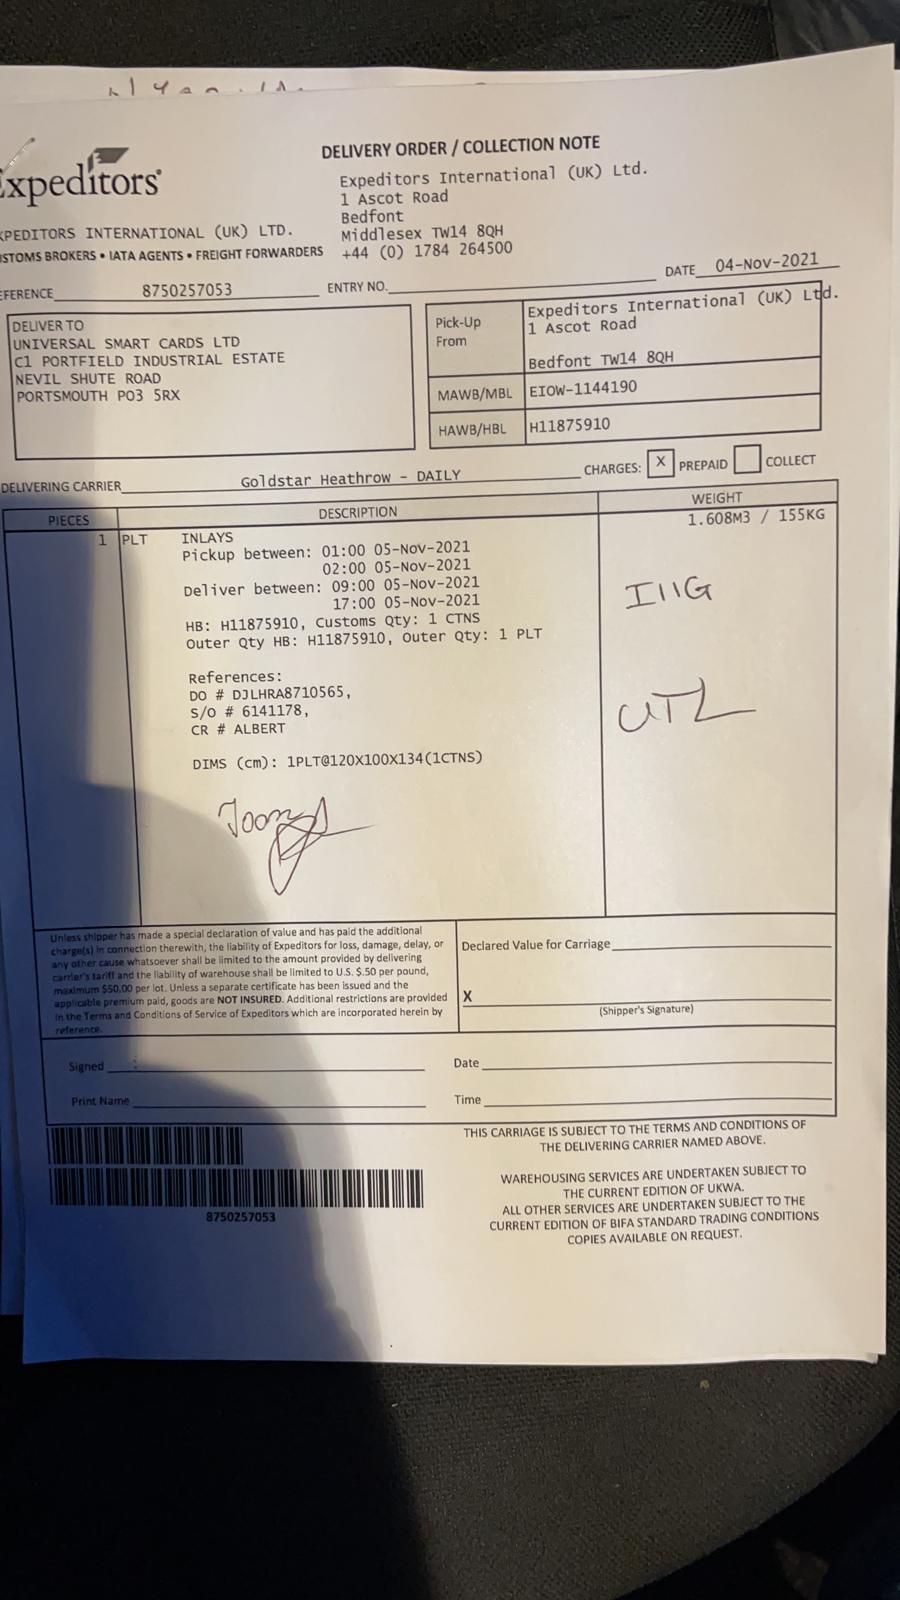 Expeditors
DELIVERY ORDER / COLLECTION NOTE
Expeditors International (UK) Ltd.
1 Ascot Road
Bedfont
Middlesex TW14 8QH
+44 (0) 1784 264500
XPEDITORS INTERNATIONAL (UK) LTD.
STOMS BROKERS • IATA AGENTS • FREIGHT FORWARDERS
DATE 04-Nov-2021
EFERENCE 8750257053 ENTRY NO.
DELIVER TO
UNIVERSAL SMART CARDS LTD
C1 PORTFIELD INDUSTRIAL ESTATE
NEVIL SHUTE ROAD
PORTSMOUTH PO3 5RX
Pick-Up From
Expeditors International (UK) Ltd.
1 Ascot Road
Bedfont TW14 8QH
MAWB/MBL EIOW-1144190
HAWB/HBL H11875910
DELIVERING CARRIER Goldstar Heathrow - DAILY CHARGES: X PREPAID COLLECT
PIECES DESCRIPTION WEIGHT
1 PLT INLAYS 1.608M3 / 155KG
Pickup between: 01:00 05-Nov-2021
02:00 05-Nov-2021
Deliver between: 09:00 05-Nov-2021
17:00 05-Nov-2021
HB: H11875910, Customs Qty: 1 CTNS
Outer Qty HB: H11875910, Outer Qty: 1 PLT
References:
DO # DJLHRA8710565,
S/O # 6141178,
CR # ALBERT
DIMS (cm): 1PLT@120X100X134(1CTNS)
Unless shipper has made a special declaration of value and has paid the additional
charge(s) in connection therewith, the liability of Expeditors for loss, damage, delay, or
any other cause whatsoever shall be limited to the amount provided by delivering
carrier's tariff and the liability of warehouse shall be limited to U.S. $.50 per pound,
maximum $50.00 per lot. Unless a separate certificate has been issued and the
applicable premium paid, goods are NOT INSURED. Additional restrictions are provided
in the Terms and Conditions of Service of Expeditors which are incorporated herein by
reference.
Declared Value for Carriage
X
(Shipper's Signature)
Signed Date
Print Name Time
8750257053
THIS CARRIAGE IS SUBJECT TO THE TERMS AND CONDITIONS OF
THE DELIVERING CARRIER NAMED ABOVE.
WAREHOUSING SERVICES ARE UNDERTAKEN SUBJECT TO
THE CURRENT EDITION OF UKWA.
ALL OTHER SERVICES ARE UNDERTAKEN SUBJECT TO THE
CURRENT EDITION OF BIFA STANDARD TRADING CONDITIONS
COPIES AVAILABLE ON REQUEST.